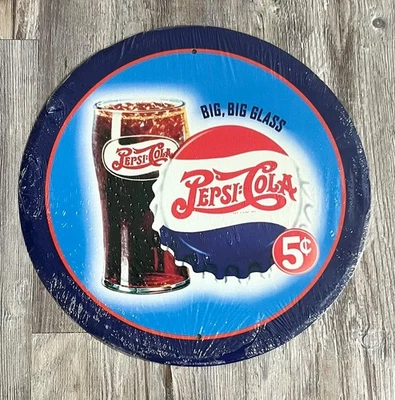 BIG, BIG GLASS
PEPSI-COLA
PEPSI-COLA
5¢